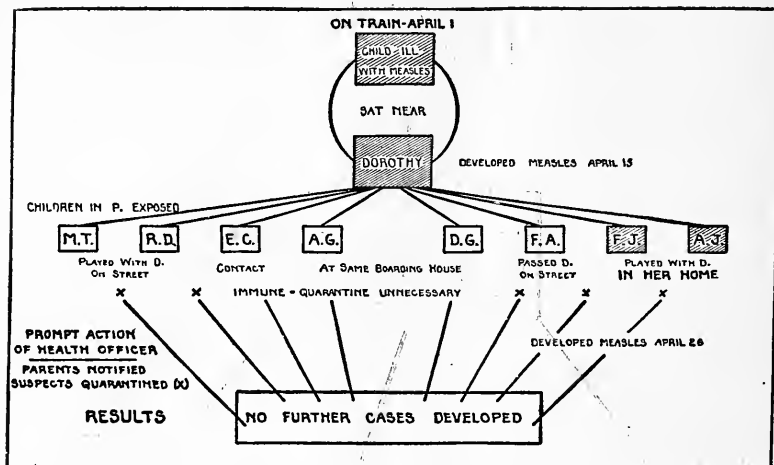 ON TRAIN-APRIL 1
CHILD-ILL
WITH MEASLES
SAT NEAR
DOROTHY
DEVELOPED MEASLES APRIL 15
CHILDREN IN P. EXPOSED
M.T. R.D. E.C. A.G. D.G. F.A. F.J. A.J.
PLAYED WITH D.
ON STREET
CONTACT
AT SAME BOARDING HOUSE
PASSED D.
ON STREET
PLAYED WITH D.
IN HER HOME
X X IMMUNE - QUARANTINE UNNECESSARY X X X
PROMPT ACTION
OF HEALTH OFFICER
PARENTS NOTIFIED
SUSPECTS QUARANTINED (X)
DEVELOPED MEASLES APRIL 26
RESULTS
NO FURTHER CASES DEVELOPED